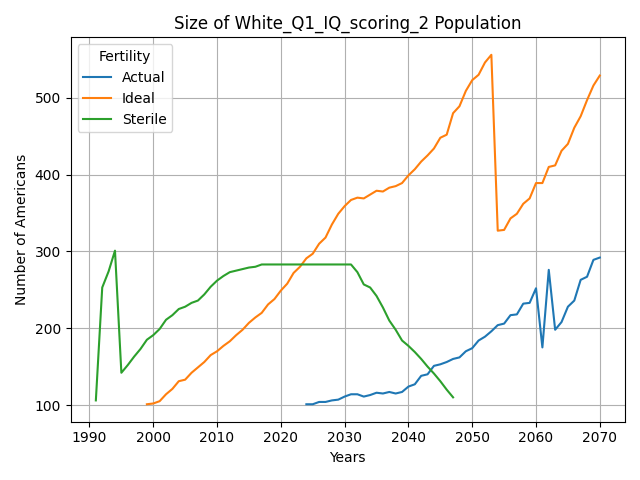 Size of White_Q1_IQ_scoring_2 Population
Fertility
Actual
Ideal
Sterile
Number of Americans
500
400
300
200
100
1990
2000
2010
2020
2030
2040
2050
2060
2070
Years